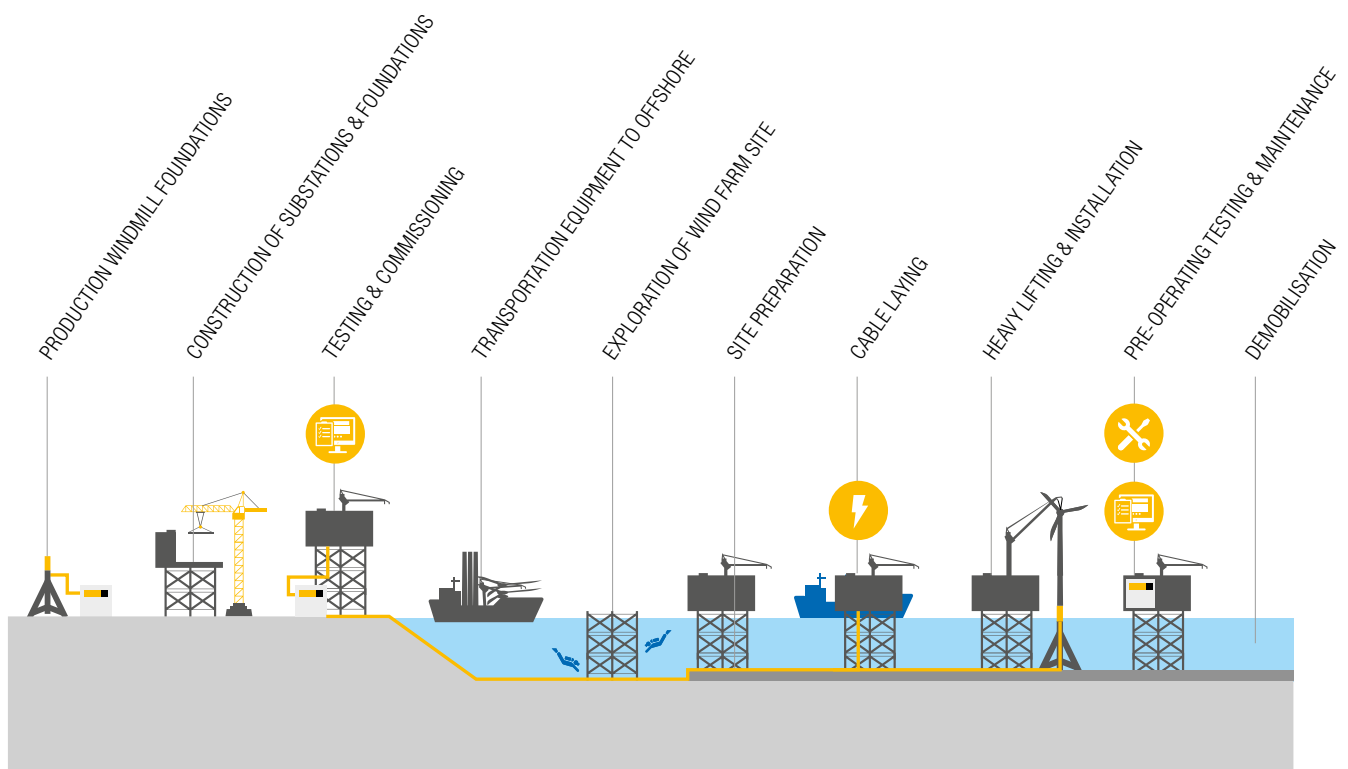 PRODUCTION WINDMILL FOUNDATIONS
CONSTRUCTION OF SUBSTATIONS & FOUNDATIONS
TESTING & COMMISSIONING
TRANSPORTATION EQUIPMENT TO OFFSHORE
EXPLORATION OF WIND FARM SITE
SITE PREPARATION
CABLE LAYING
HEAVY LIFTING & INSTALLATION
PRE-OPERATING TESTING & MAINTENANCE
DEMOBILISATION